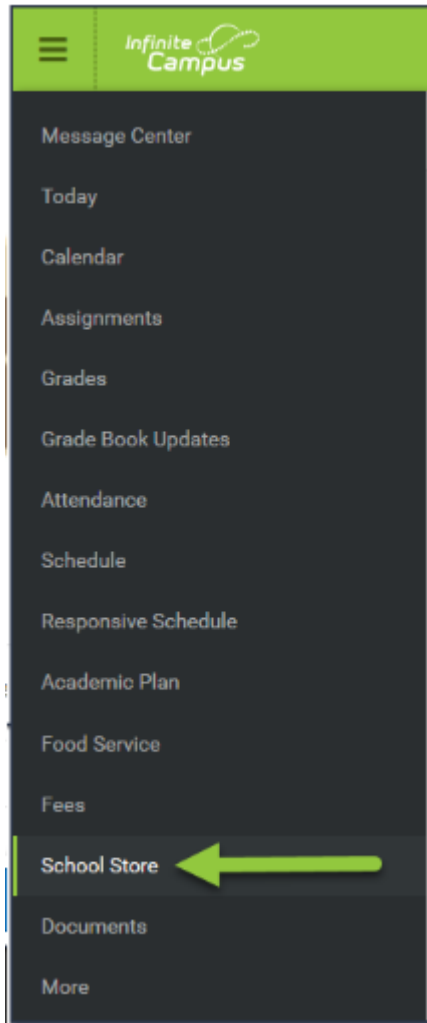 Infinite
Campus
Message Center
Today
Calendar
Assignments
Grades
Grade Book Updates
Attendance
Schedule
Responsive Schedule
Academic Plan
Food Service
Fees
School Store
Documents
More